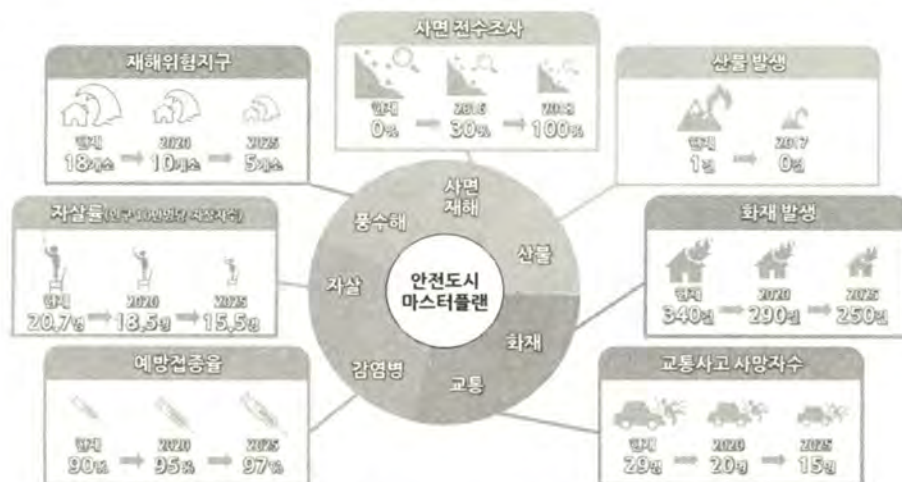 사면 전수조사
현재 2016 2018
0% 30% 100%
재해위험지구
현재 2020 2025
18개소 10개소 5개소
산불 발생
현재 2017
1건 0건
자살률(인구 10만명당 자살자수)
현재 2020 2025
20.7명 18.5명 15.5명
화재 발생
현재 2020 2025
340건 290건 250건
예방접종율
현재 2020 2025
90% 95% 97%
교통사고 사망자수
현재 2020 2025
29명 20명 15명
사면
재해
풍수해
산불
자살
화재
감염병
교통
안전도시
마스터플랜